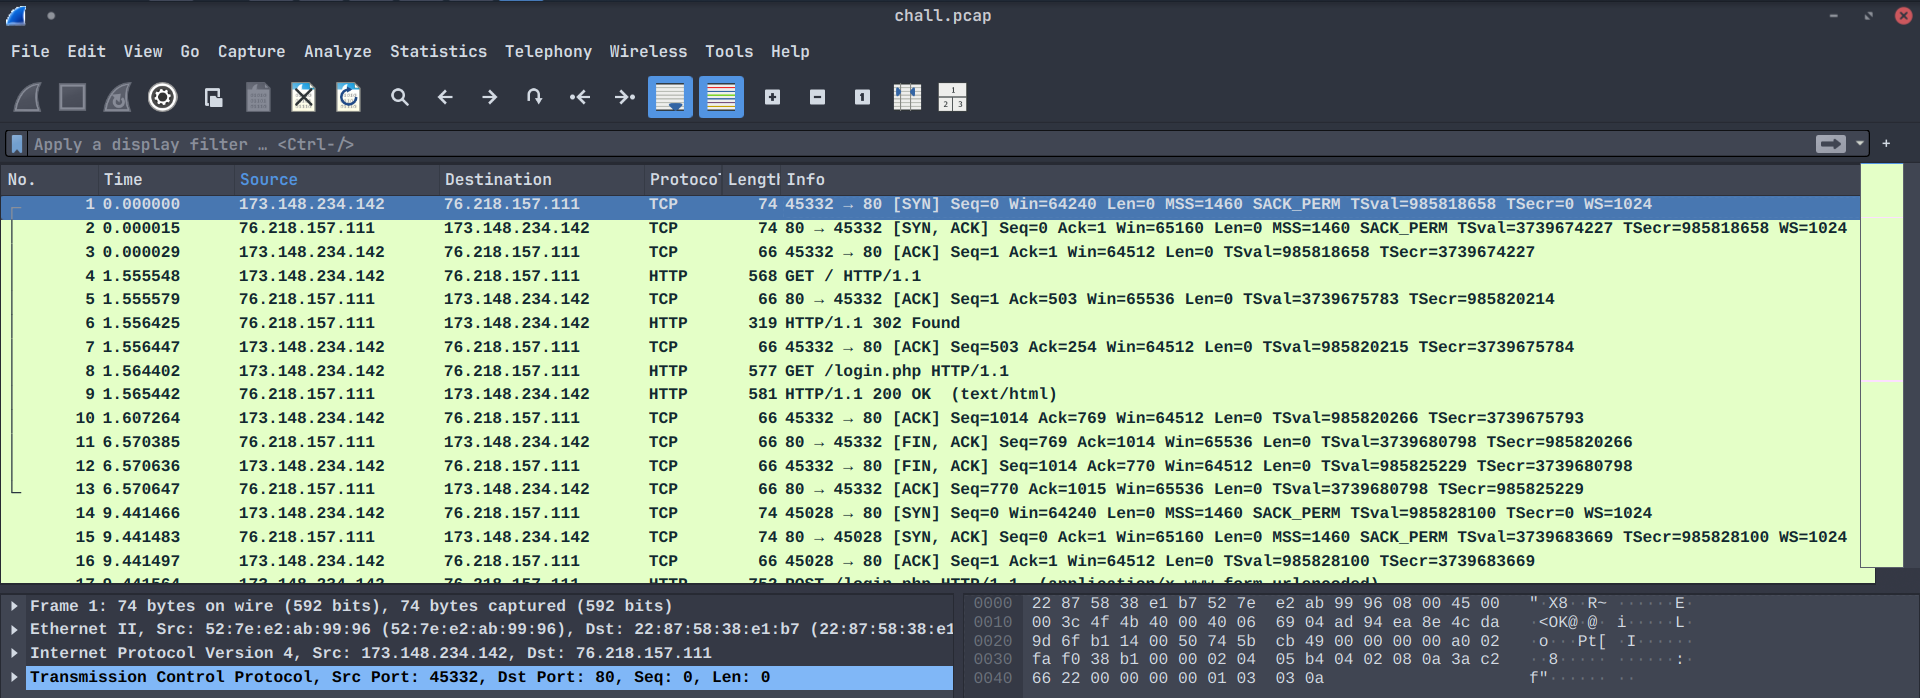 chall.pcap
File Edit View Go Capture Analyze Statistics Telephony Wireless Tools Help
Apply a display filter … <Ctrl-/>
No. Time Source Destination Protocol Length Info
1 0.000000 173.148.234.142 76.218.157.111 TCP 74 45332 → 80 [SYN] Seq=0 Win=64240 Len=0 MSS=1460 SACK_PERM TSval=985818658 TSecr=0 WS=1024
2 0.000015 76.218.157.111 173.148.234.142 TCP 74 80 → 45332 [SYN, ACK] Seq=0 Ack=1 Win=65160 Len=0 MSS=1460 SACK_PERM TSval=3739674227 TSecr=985818658 WS=1024
3 0.000029 173.148.234.142 76.218.157.111 TCP 66 45332 → 80 [ACK] Seq=1 Ack=1 Win=64512 Len=0 TSval=985818658 TSecr=3739674227
4 1.555548 173.148.234.142 76.218.157.111 HTTP 568 GET / HTTP/1.1
5 1.555579 76.218.157.111 173.148.234.142 TCP 66 80 → 45332 [ACK] Seq=1 Ack=503 Win=65536 Len=0 TSval=3739675783 TSecr=985820214
6 1.556425 76.218.157.111 173.148.234.142 HTTP 319 HTTP/1.1 302 Found
7 1.556447 173.148.234.142 76.218.157.111 TCP 66 45332 → 80 [ACK] Seq=503 Ack=254 Win=64512 Len=0 TSval=985820215 TSecr=3739675784
8 1.564402 173.148.234.142 76.218.157.111 HTTP 577 GET /login.php HTTP/1.1
9 1.565442 76.218.157.111 173.148.234.142 HTTP 581 HTTP/1.1 200 OK (text/html)
10 1.607264 173.148.234.142 76.218.157.111 TCP 66 45332 → 80 [ACK] Seq=1014 Ack=769 Win=64512 Len=0 TSval=985820266 TSecr=3739675793
11 6.570385 76.218.157.111 173.148.234.142 TCP 66 80 → 45332 [FIN, ACK] Seq=769 Ack=1014 Win=65536 Len=0 TSval=3739680798 TSecr=985820266
12 6.570636 173.148.234.142 76.218.157.111 TCP 66 45332 → 80 [FIN, ACK] Seq=1014 Ack=770 Win=64512 Len=0 TSval=985825229 TSecr=3739680798
13 6.570647 76.218.157.111 173.148.234.142 TCP 66 80 → 45332 [ACK] Seq=770 Ack=1015 Win=65536 Len=0 TSval=3739680798 TSecr=985825229
14 9.441466 173.148.234.142 76.218.157.111 TCP 74 45028 → 80 [SYN] Seq=0 Win=64240 Len=0 MSS=1460 SACK_PERM TSval=985828100 TSecr=0 WS=1024
15 9.441483 76.218.157.111 173.148.234.142 TCP 74 80 → 45028 [SYN, ACK] Seq=0 Ack=1 Win=65160 Len=0 MSS=1460 SACK_PERM TSval=3739683669 TSecr=985828100 WS=1024
16 9.441497 173.148.234.142 76.218.157.111 TCP 66 45028 → 80 [ACK] Seq=1 Ack=1 Win=64512 Len=0 TSval=985828100 TSecr=3739683669
17 9.441564 173.148.234.142 76.218.157.111 HTTP 752 POST /login.php HTTP/1.1 (application/x-www-form-urlencoded)
Frame 1: 74 bytes on wire (592 bits), 74 bytes captured (592 bits)
Ethernet II, Src: 52:7e:e2:ab:99:96 (52:7e:e2:ab:99:96), Dst: 22:87:58:38:e1:b7 (22:87:58:38:e1
Internet Protocol Version 4, Src: 173.148.234.142, Dst: 76.218.157.111
Transmission Control Protocol, Src Port: 45332, Dst Port: 80, Seq: 0, Len: 0
0000 22 87 58 38 e1 b7 52 7e e2 ab 99 96 08 00 45 00 "·X8··R~ ······E·
0010 00 3c 4f 4b 40 00 40 06 69 04 ad 94 ea 8e 4c da ·<OK@·@· i·····L·
0020 9d 6f b1 14 00 50 74 5b cb 49 00 00 00 00 a0 02 ·o···Pt[ ·I······
0030 fa f0 38 b1 00 00 02 04 05 b4 04 02 08 0a 3a c2 ··8····· ······:·
0040 66 22 00 00 00 00 01 03 03 0a f"······ ··